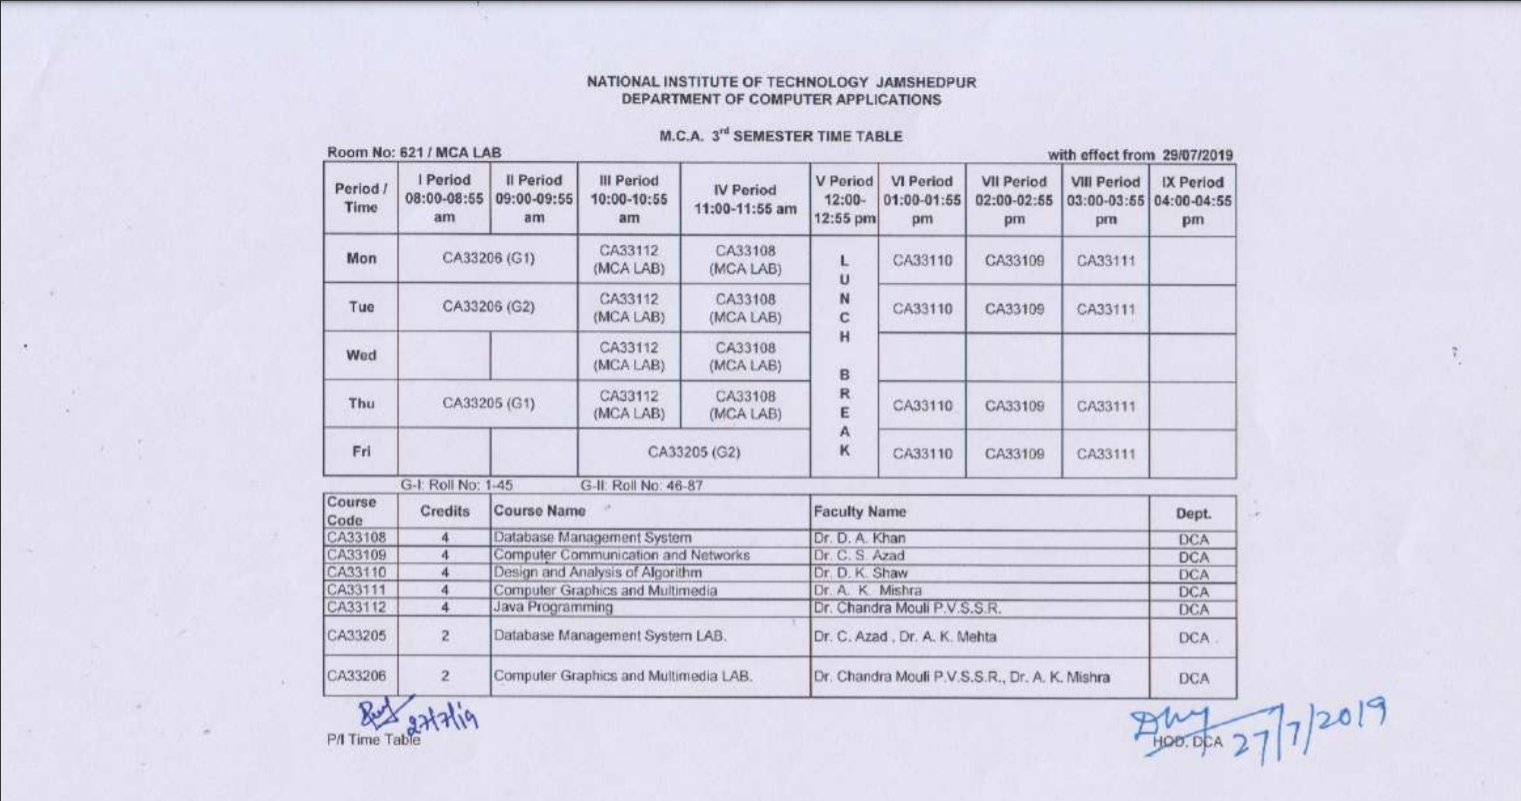 NATIONAL INSTITUTE OF TECHNOLOGY JAMSHEDPUR
DEPARTMENT OF COMPUTER APPLICATIONS
M.C.A. 3rd SEMESTER TIME TABLE
Room No: 621 / MCA LAB with effect from 29/07/2019
Period / Time I Period 08:00-08:55 am II Period 09:00-09:55 am III Period 10:00-10:55 am IV Period 11:00-11:55 am V Period 12:00-12:55 pm VI Period 01:00-01:55 pm VII Period 02:00-02:55 pm VIII Period 03:00-03:55 pm IX Period 04:00-04:55 pm
Mon CA33206 (G1) CA33112 (MCA LAB) CA33108 (MCA LAB) CA33110 CA33109 CA33111
Tue CA33206 (G2) CA33112 (MCA LAB) CA33108 (MCA LAB) CA33110 CA33109 CA33111
Wed CA33112 (MCA LAB) CA33108 (MCA LAB)
Thu CA33205 (G1) CA33112 (MCA LAB) CA33108 (MCA LAB) CA33110 CA33109 CA33111
Fri CA33205 (G2) CA33110 CA33109 CA33111
LUNCH BREAK
G-I: Roll No: 1-45 G-II: Roll No: 46-87
Course Code Credits Course Name Faculty Name Dept.
CA33108 4 Database Management System Dr. D. A. Khan DCA
CA33109 4 Computer Communication and Networks Dr. C. S. Azad DCA
CA33110 4 Design and Analysis of Algorithm Dr. D. K. Shaw DCA
CA33111 4 Computer Graphics and Multimedia Dr. A. K. Mishra DCA
CA33112 4 Java Programming Dr. Chandra Mouli P.V.S.S.R. DCA
CA33205 2 Database Management System LAB. Dr. C. Azad , Dr. A. K. Mehta DCA
CA33206 2 Computer Graphics and Multimedia LAB. Dr. Chandra Mouli P.V.S.S.R., Dr. A. K. Mishra DCA
27/7/19
P/I Time Table
27/7/2019
HOD. DCA